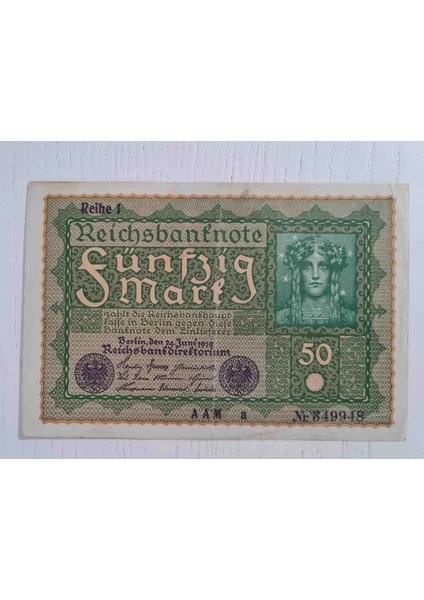 Reihe 1
Reichsbanknote
Fünfzig
Mark
zahlt die Reichsbankhaupt
kasse in Berlin gegen diese
Banknote dem Einlieferer
Berlin, den 24. Juni 1919
Reichsbankdirektorium
50
AAM a
Nr. 349948